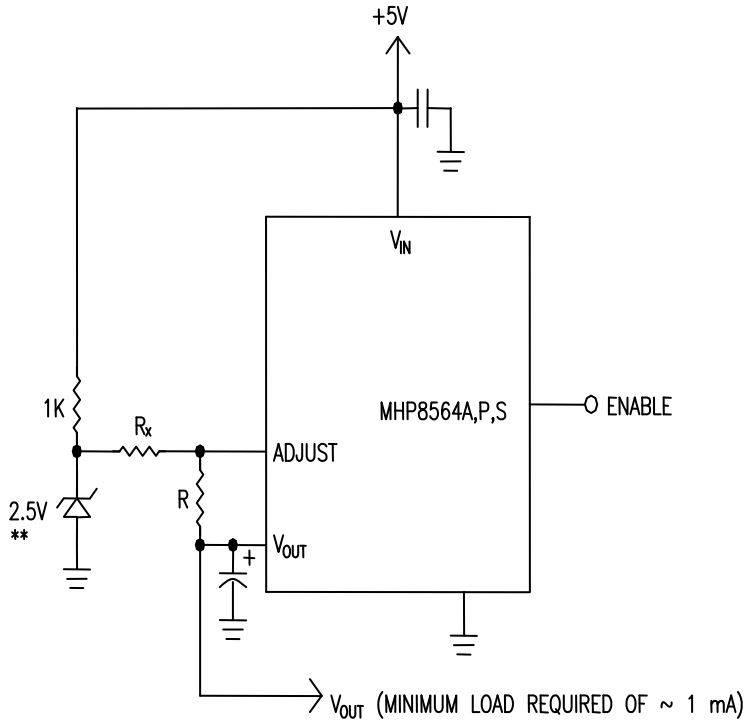 +5V
V_IN
1K
R_x
MHP8564A,P,S
ENABLE
ADJUST
R
2.5V
**
V_OUT
+
V_OUT (MINIMUM LOAD REQUIRED OF ~ 1 mA)